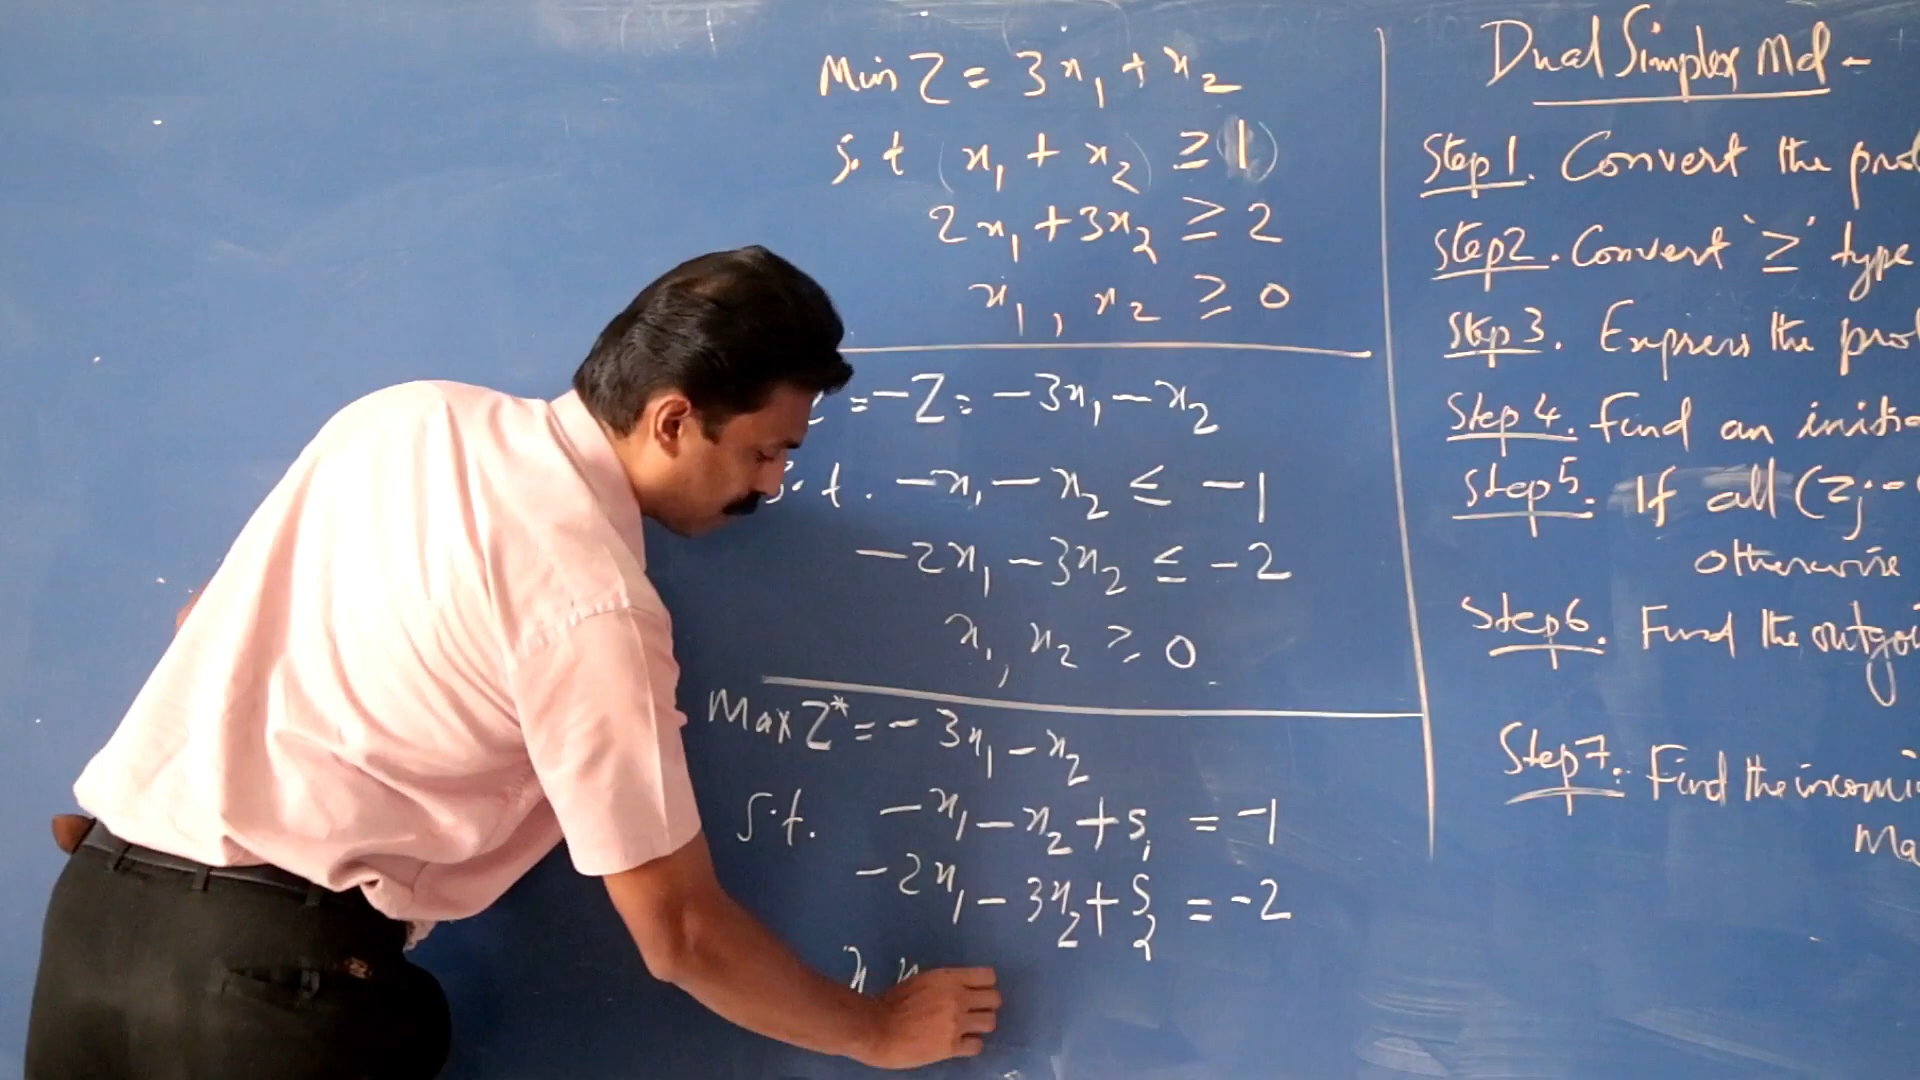 Min Z = 3x₁ + x₂
s.t (x₁ + x₂) ≥ (1)
2x₁ + 3x₂ ≥ 2
x₁, x₂ ≥ 0
= -Z = -3x₁ - x₂
s.t. -x₁ - x₂ ≤ -1
-2x₁ - 3x₂ ≤ -2
x₁, x₂ ≥ 0
Max Z* = -3x₁ - x₂
s.t. -x₁ - x₂ + s₁ = -1
-2x₁ - 3x₂ + s₂ = -2
Dual Simplex Md -
Step 1. Convert the
Step 2. Convert '≥' type
Step 3. Express the
Step 4. Find an
Step 5. If all (Zj -
otherwise
Step 6. Find the
Step 7. Find the